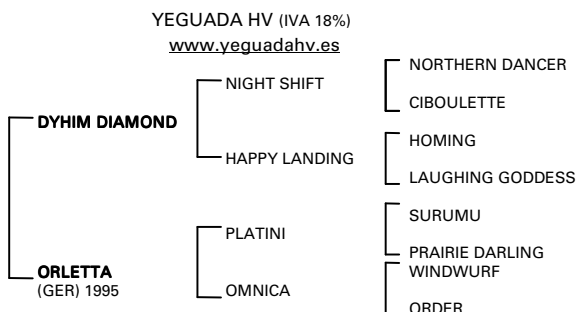 YEGUADA HV (IVA 18%)
www.yeguadahv.es
NORTHERN DANCER
NIGHT SHIFT
CIBOULETTE
DYHIM DIAMOND
HOMING
HAPPY LANDING
LAUGHING GODDESS
SURUMU
PLATINI
PRAIRIE DARLING
ORLETTA
WINDWURF
(GER) 1995
OMNICA
ORDER